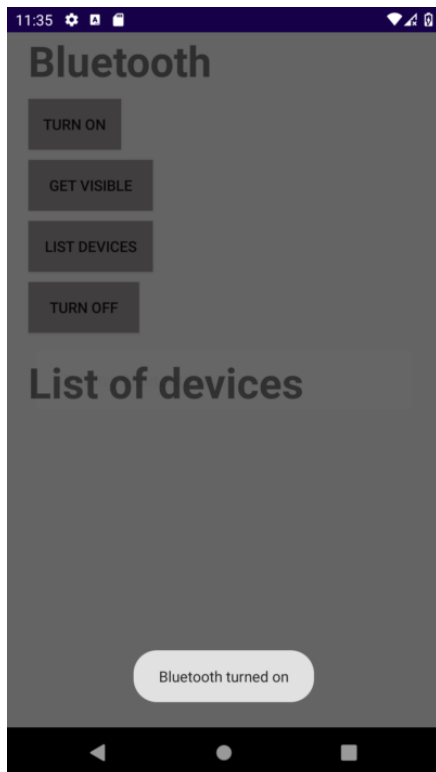 11:35
Bluetooth
TURN ON
GET VISIBLE
LIST DEVICES
TURN OFF
List of devices
Bluetooth turned on